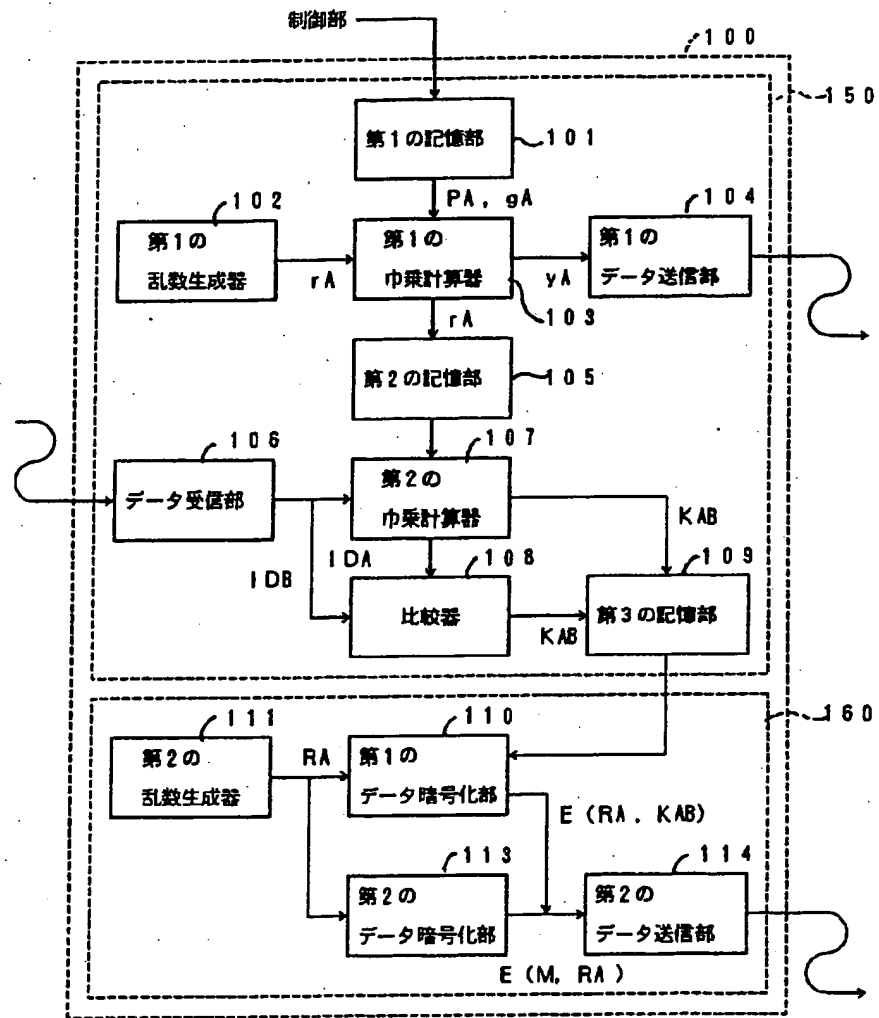 制御部
100
150
第1の記憶部
101
PA, gA
102
第1の
乱数生成器
rA
第1の
巾乗計算器
103
yA
104
第1の
データ送信部
rA
第2の記憶部
105
106
データ受信部
107
第2の
巾乗計算器
KAB
IDB
IDA
108
比較器
KAB
109
第3の記憶部
160
111
第2の
乱数生成器
RA
110
第1の
データ暗号化部
E (RA, KAB)
113
第2の
データ暗号化部
114
第2の
データ送信部
E (M, RA)